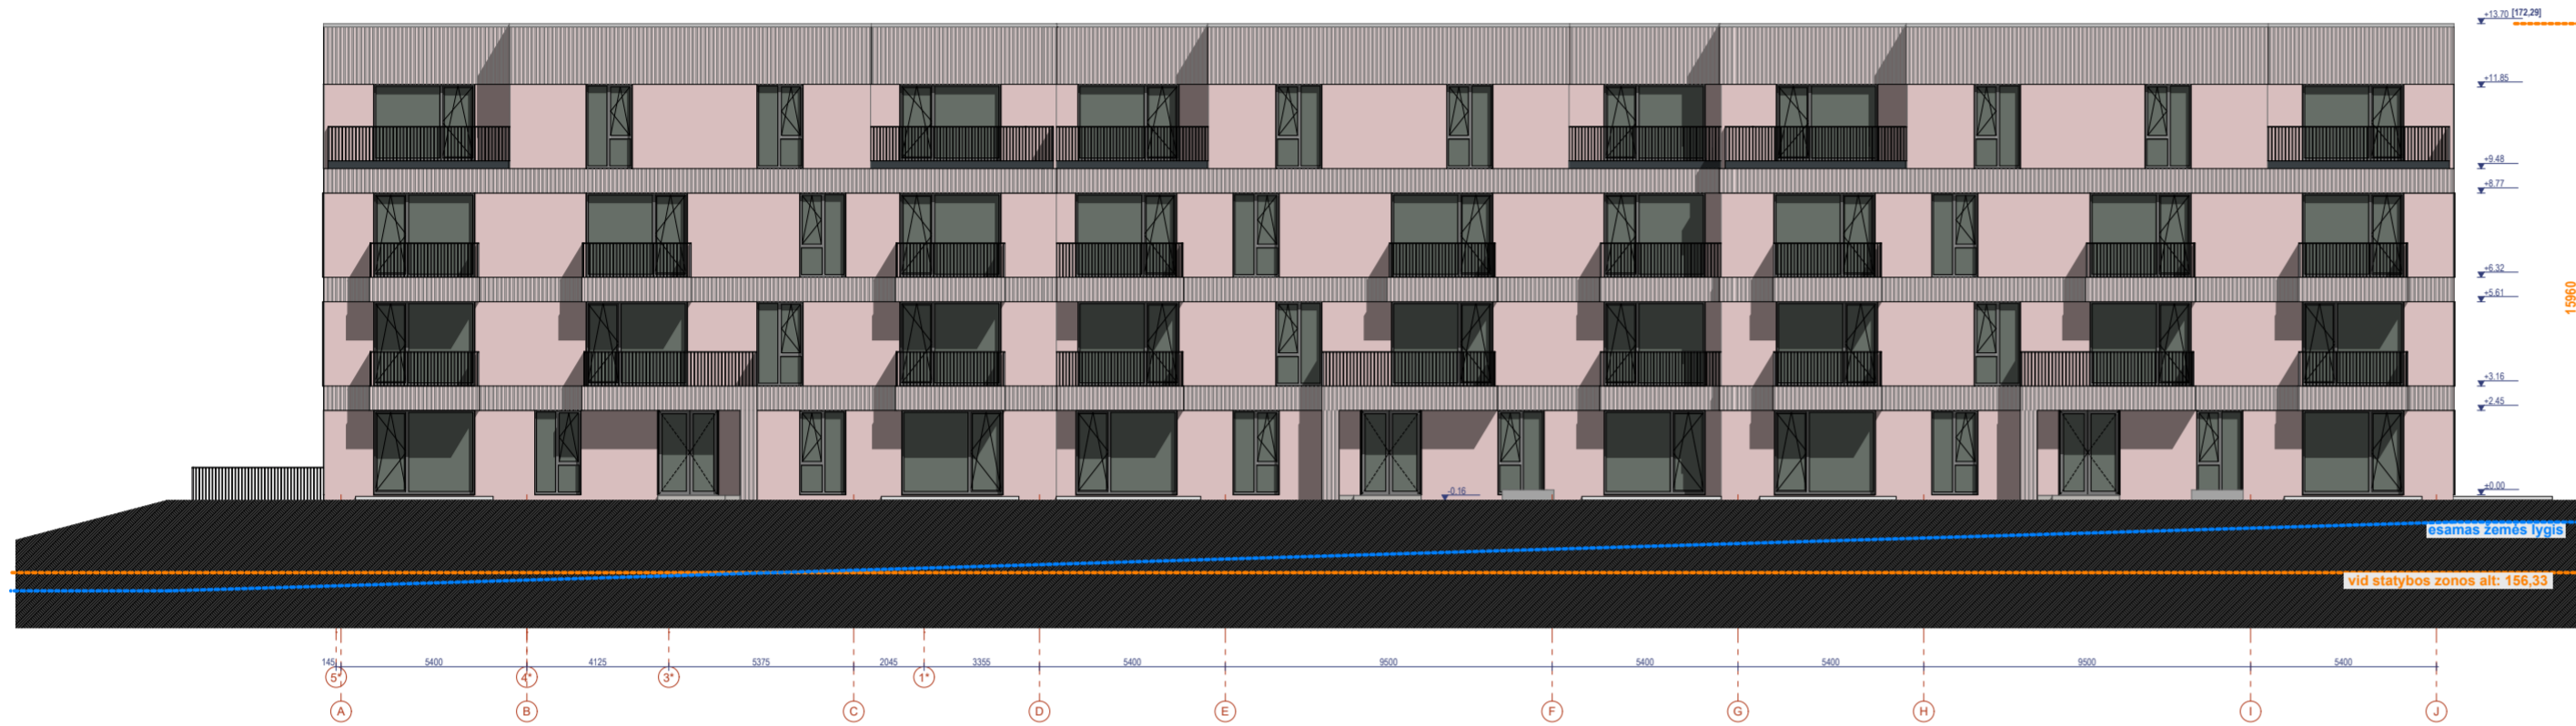 +13.70 [172,29]
+11.85
+9.48
+8.77
+6.32
+5.61
15960
+3.16
+2.45
-0.16
±0.00
esamas žemės lygis
vid statybos zonos alt: 156,33
145 5400 4125 5375 2045 3355 5400 9500 5400 5400 9500 5400
5* 4* 3* 1*
A B C D E F G H I J